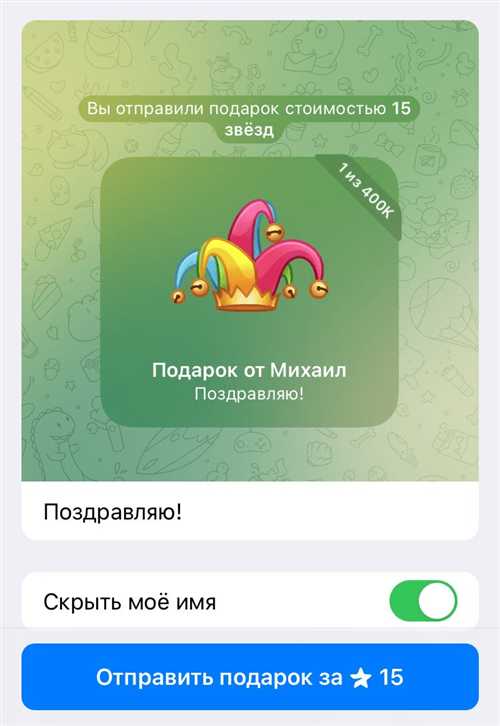 Вы отправили подарок стоимостью 15
звёзд
1 из 400K
Подарок от Михаил
Поздравляю!
Поздравляю!
Скрыть моё имя
Отправить подарок за ★ 15